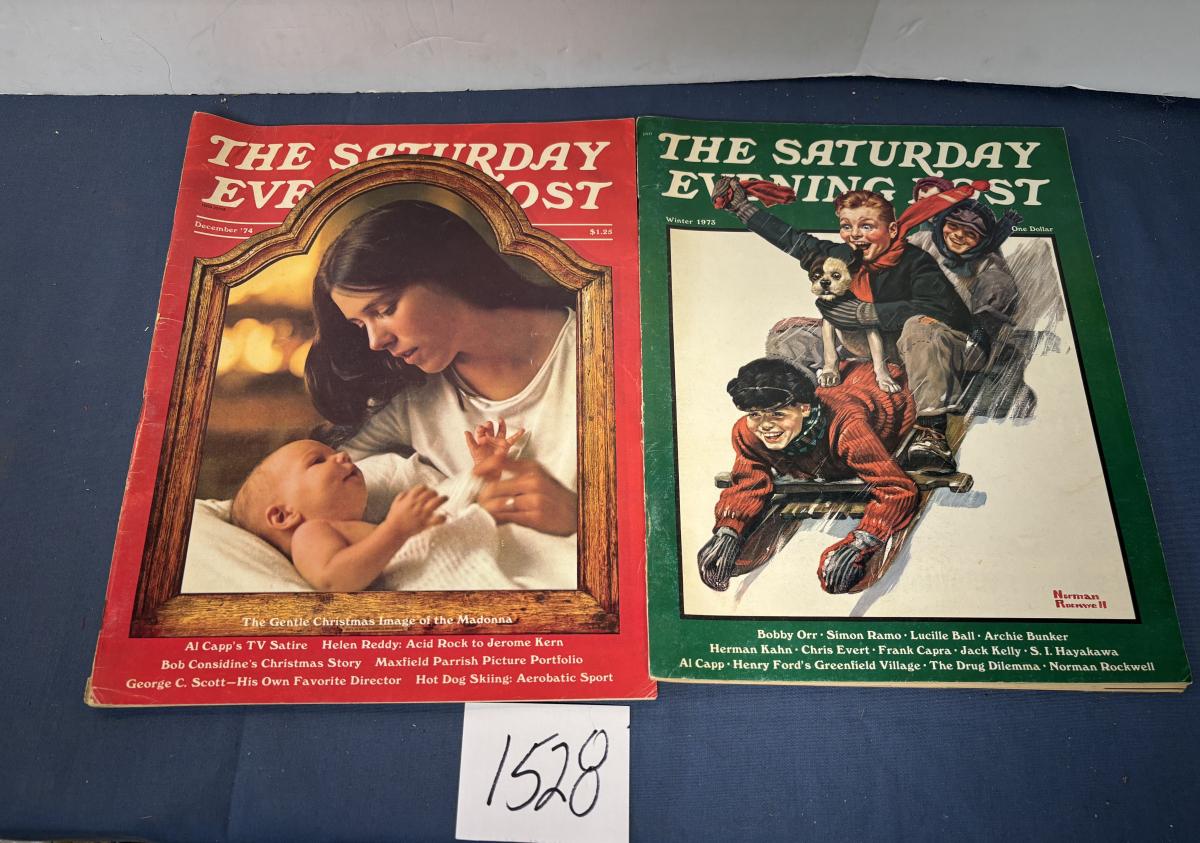 THE SATURDAY
EVE POST
December '74
$1.25
The Gentle Christmas Image of the Madonna
Al Capp's TV Satire Helen Reddy: Acid Rock to Jerome Kern
Bob Considine's Christmas Story Maxfield Parrish Picture Portfolio
George C. Scott—His Own Favorite Director Hot Dog Skiing: Aerobatic Sport
THE SATURDAY
EVENING POST
Winter 1973
One Dollar
Norman
Rockwell
Bobby Orr · Simon Ramo · Lucille Ball · Archie Bunker
Herman Kahn · Chris Evert · Frank Capra · Jack Kelly · S. I. Hayakawa
Al Capp · Henry Ford's Greenfield Village · The Drug Dilemma · Norman Rockwell
1528